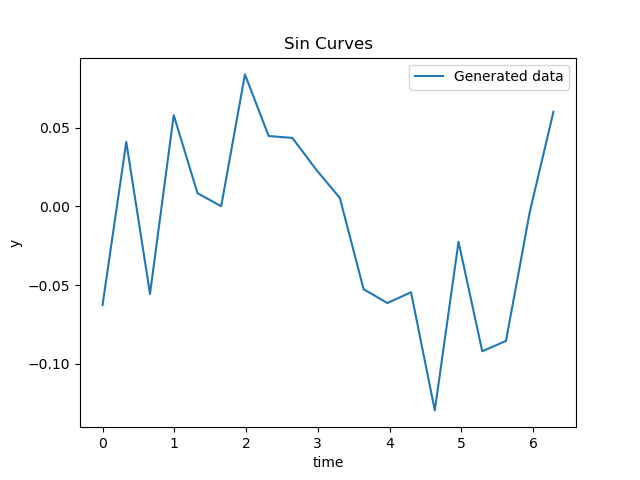 Sin Curves
Generated data
0.05
0.00
−0.05
−0.10
y
0 1 2 3 4 5 6
time